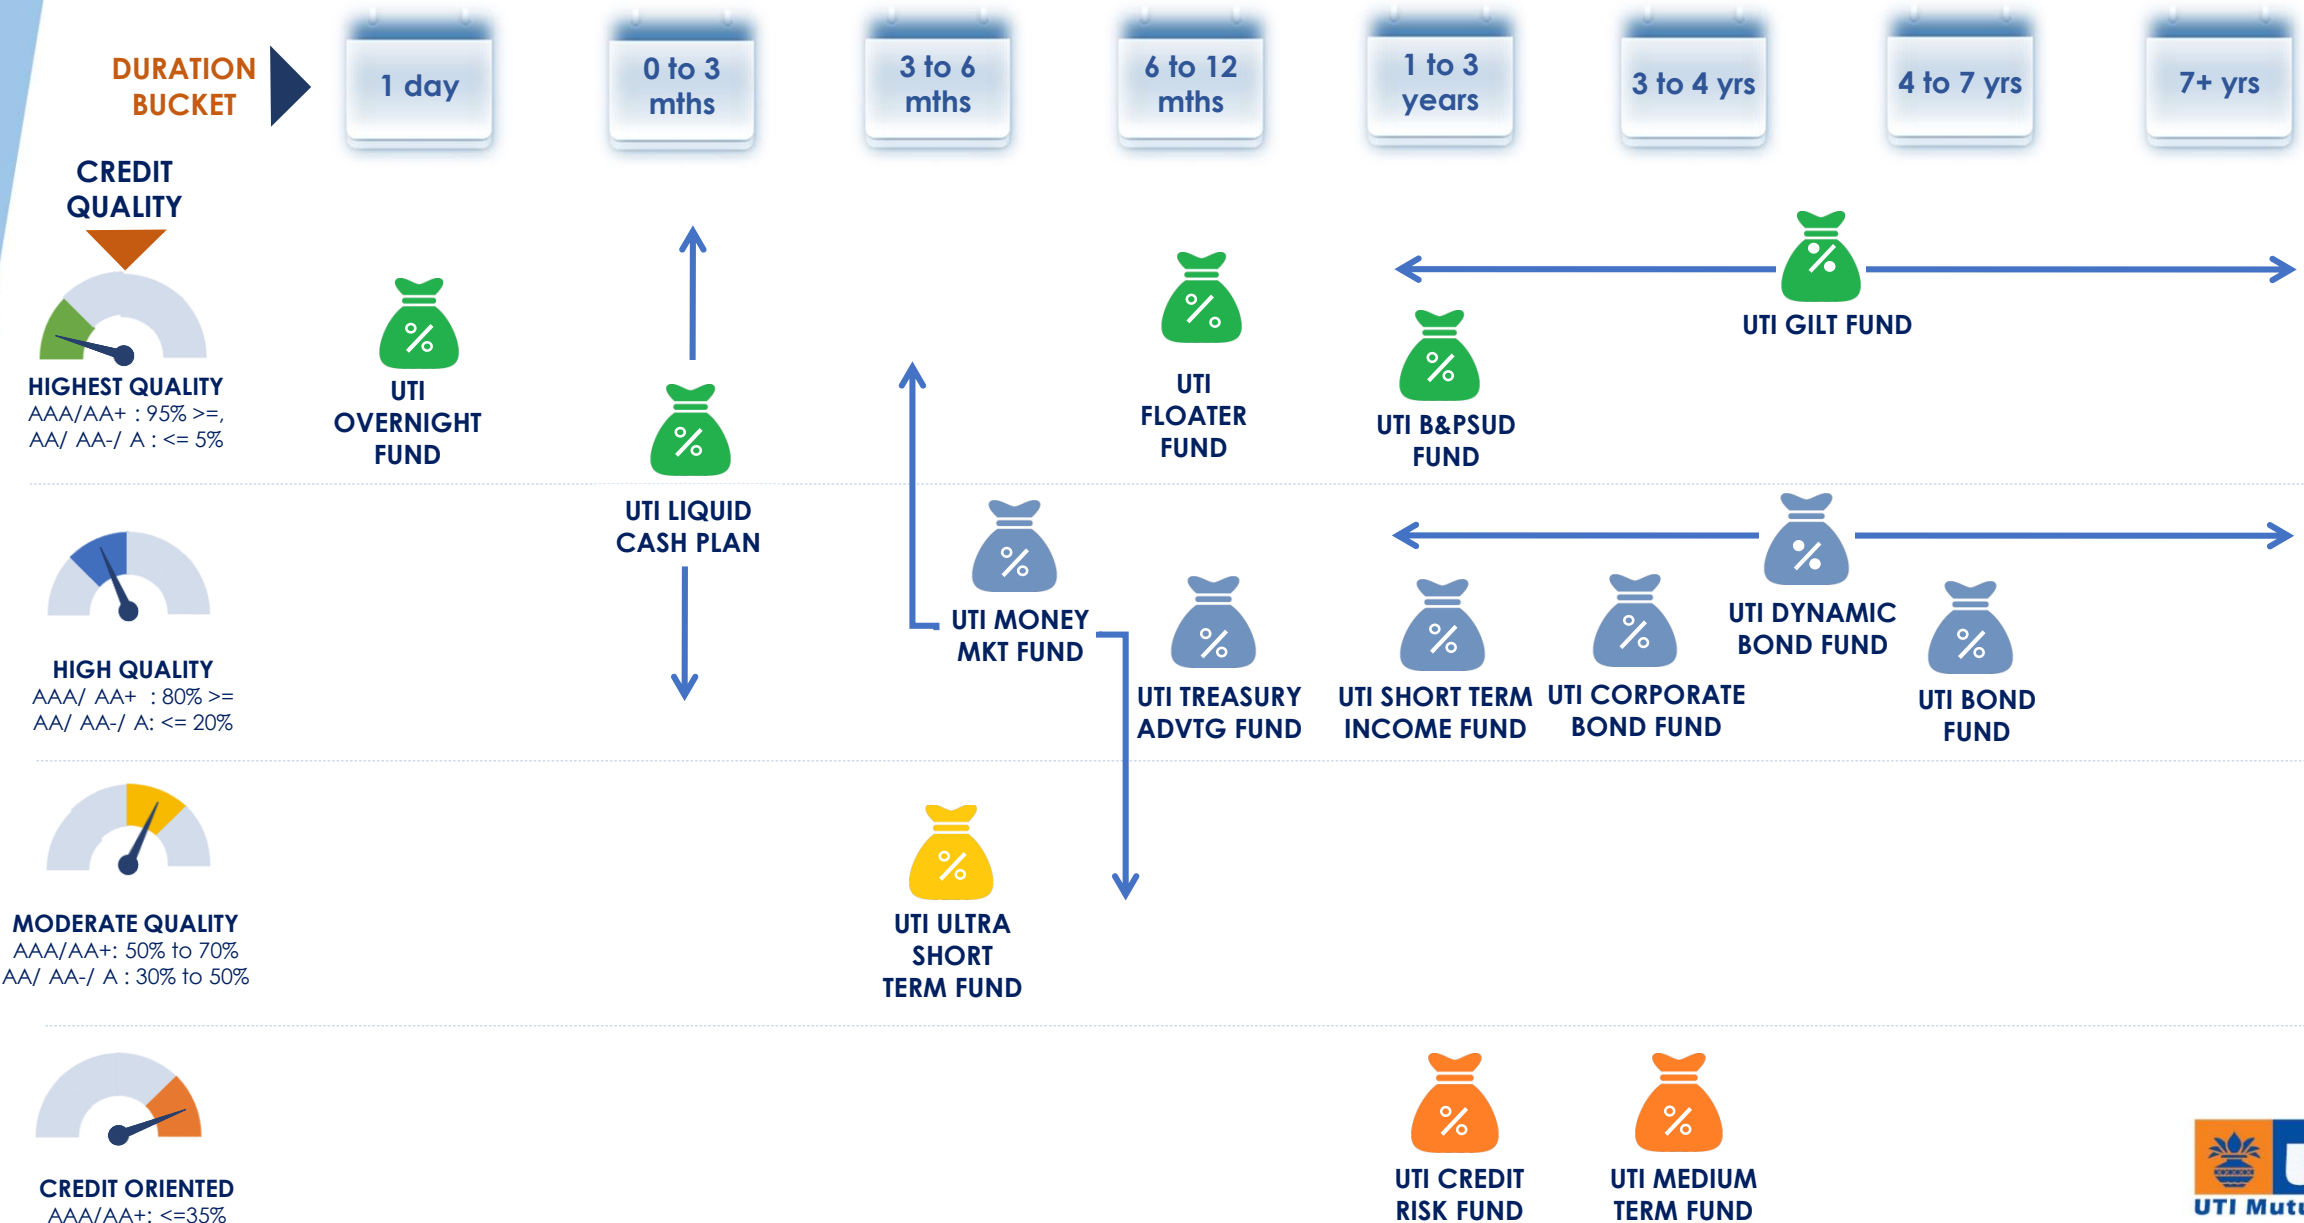 DURATION
BUCKET
1 day
0 to 3
mths
3 to 6
mths
6 to 12
mths
1 to 3
years
3 to 4 yrs
4 to 7 yrs
7+ yrs
CREDIT
QUALITY
HIGHEST QUALITY
AAA/AA+ : 95% >=,
AA/ AA-/ A : <= 5%
UTI
OVERNIGHT
FUND
UTI LIQUID
CASH PLAN
UTI
FLOATER
FUND
UTI B&PSUD
FUND
UTI GILT FUND
HIGH QUALITY
AAA/ AA+ : 80% >=
AA/ AA-/ A: <= 20%
UTI MONEY
MKT FUND
UTI TREASURY
ADVTG FUND
UTI SHORT TERM
INCOME FUND
UTI CORPORATE
BOND FUND
UTI DYNAMIC
BOND FUND
UTI BOND
FUND
MODERATE QUALITY
AAA/AA+: 50% to 70%
AA/ AA-/ A : 30% to 50%
UTI ULTRA
SHORT
TERM FUND
CREDIT ORIENTED
AAA/AA+: <=35%
UTI CREDIT
RISK FUND
UTI MEDIUM
TERM FUND
UTI